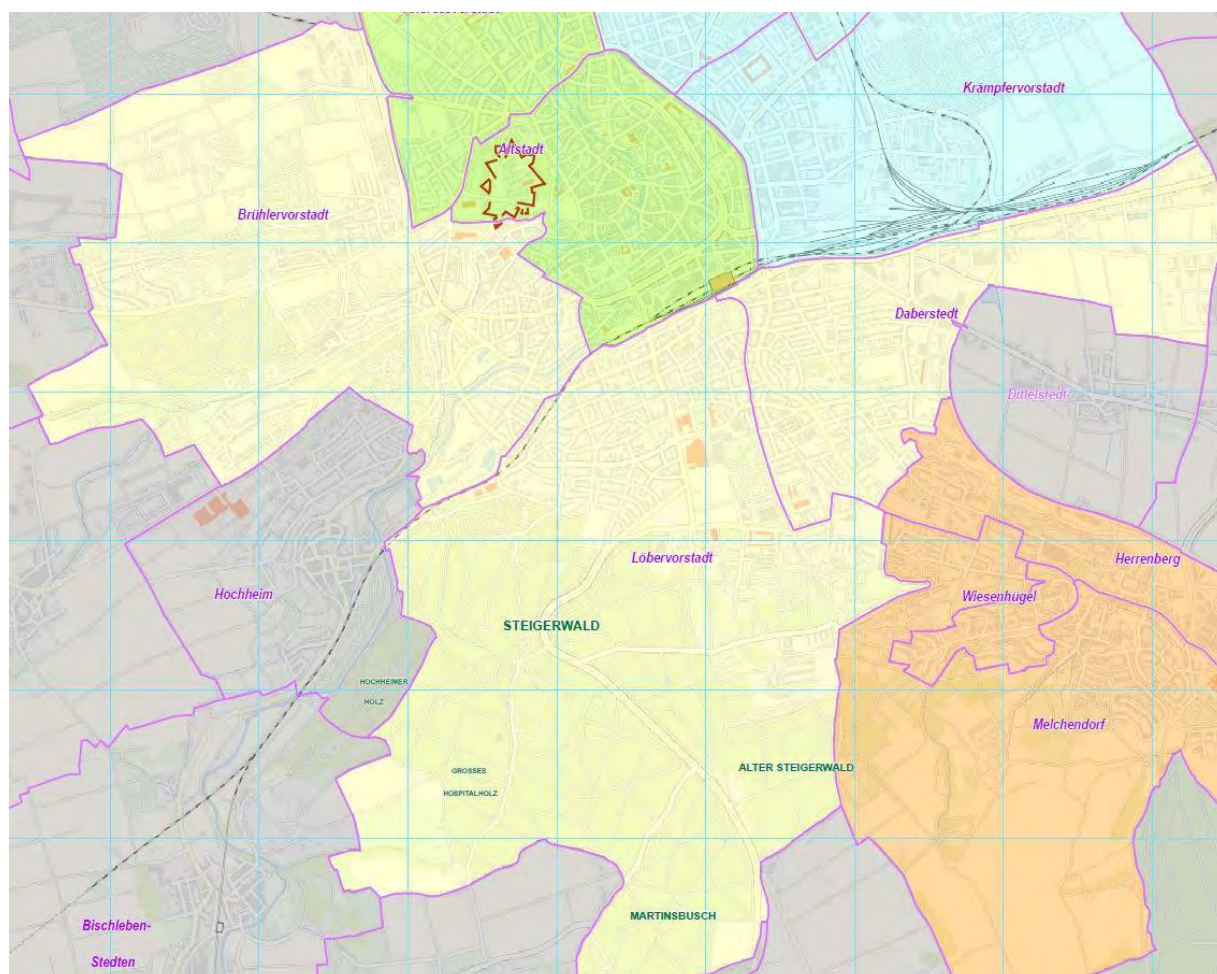 Krämpfervorstadt
Altstadt
Brühlervorstadt
Daberstedt
Dittelstedt
Löbervorstadt
Herrenberg
Hochheim
Wiesenhügel
STEIGERWALD
HOCHHEIMER
HOLZ
Melchendorf
GROSSES
HOSPITALHOLZ
ALTER STEIGERWALD
MARTINSBUSCH
Bischleben-
Stedten